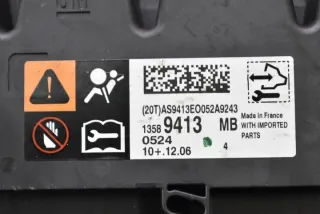 (20T)AS9413EO052A9243
1358 9413 MB
Made in France
WITH IMPORTED
PARTS
0524
10+.12.06
4